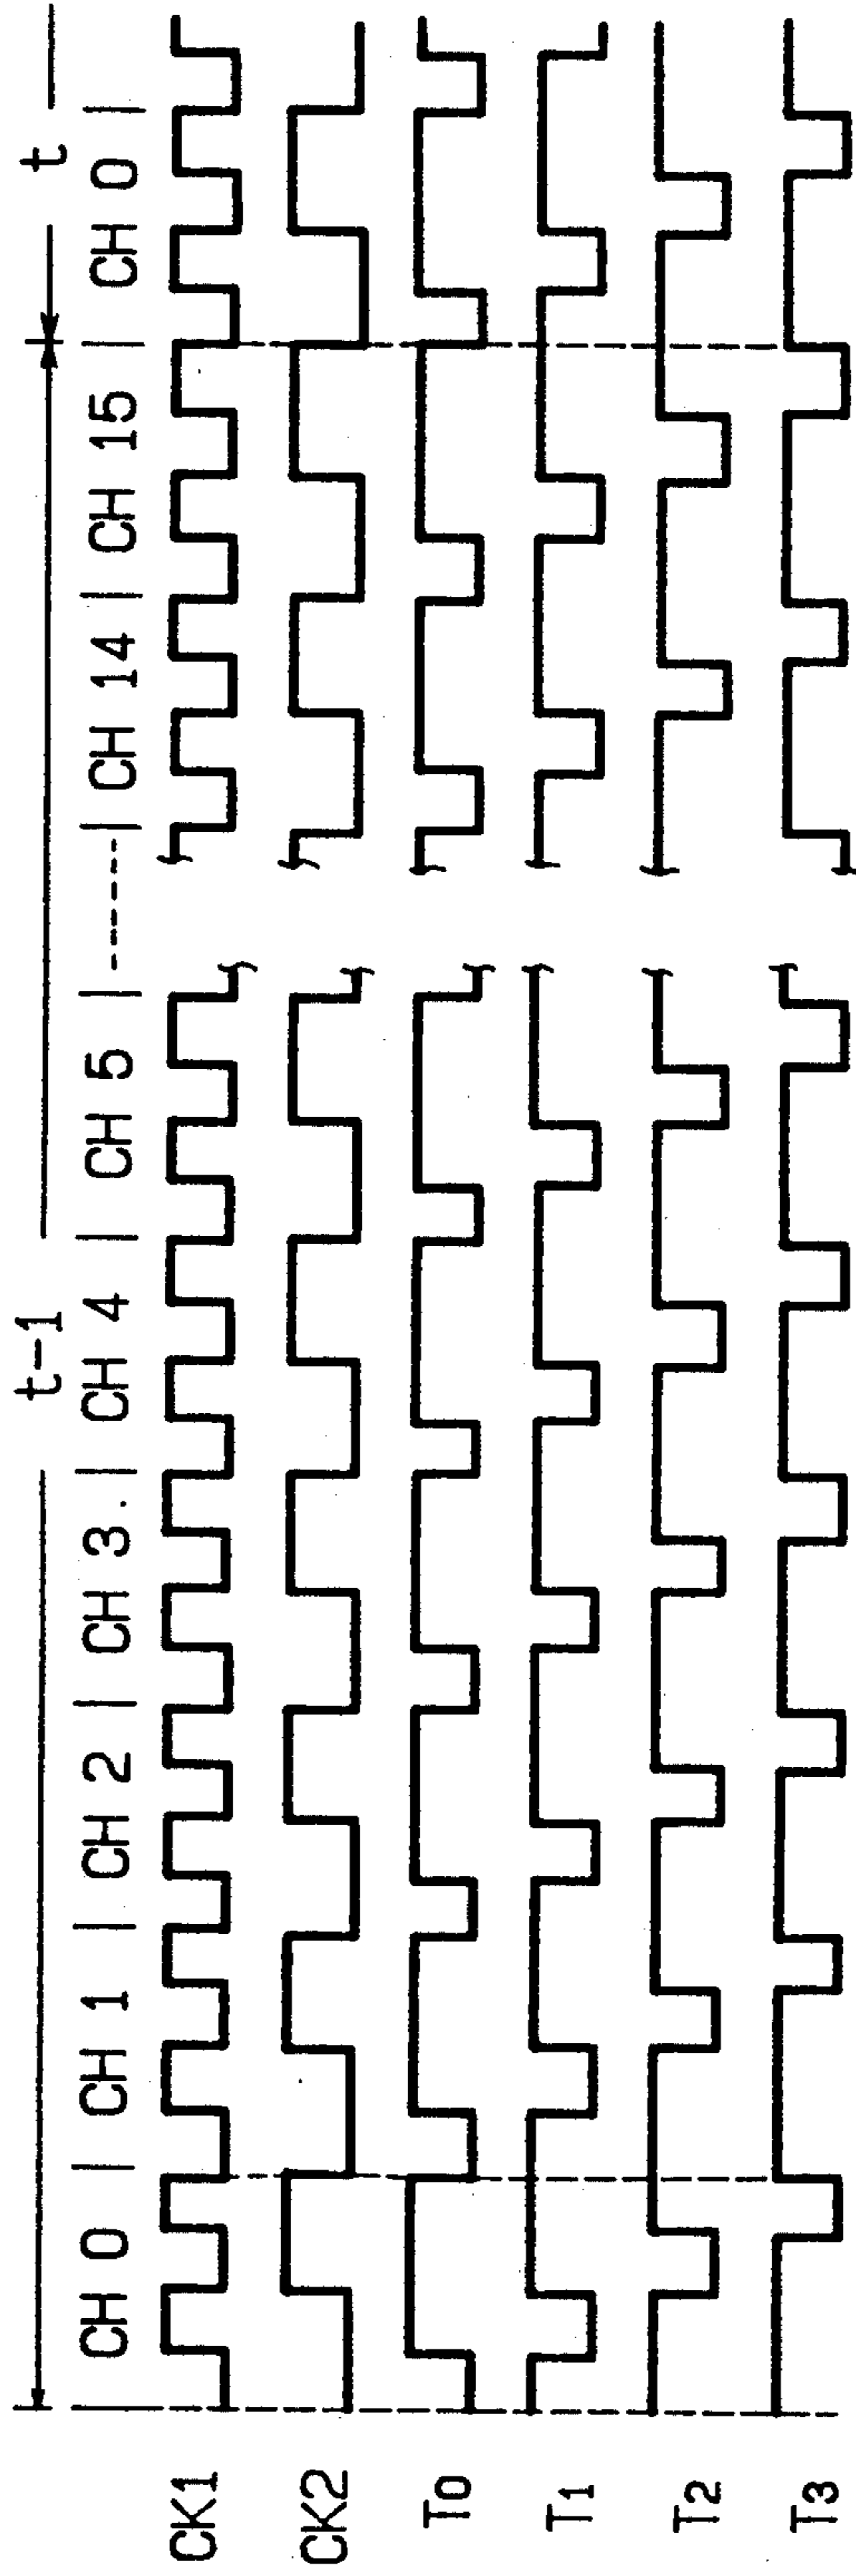 t-1 t
CH 0 | CH 1 | CH 2 | CH 3. | CH 4 | CH 5 |------| CH 14 | CH 15 | CH 0 |
CK1
CK2
T0
T1
T2
T3